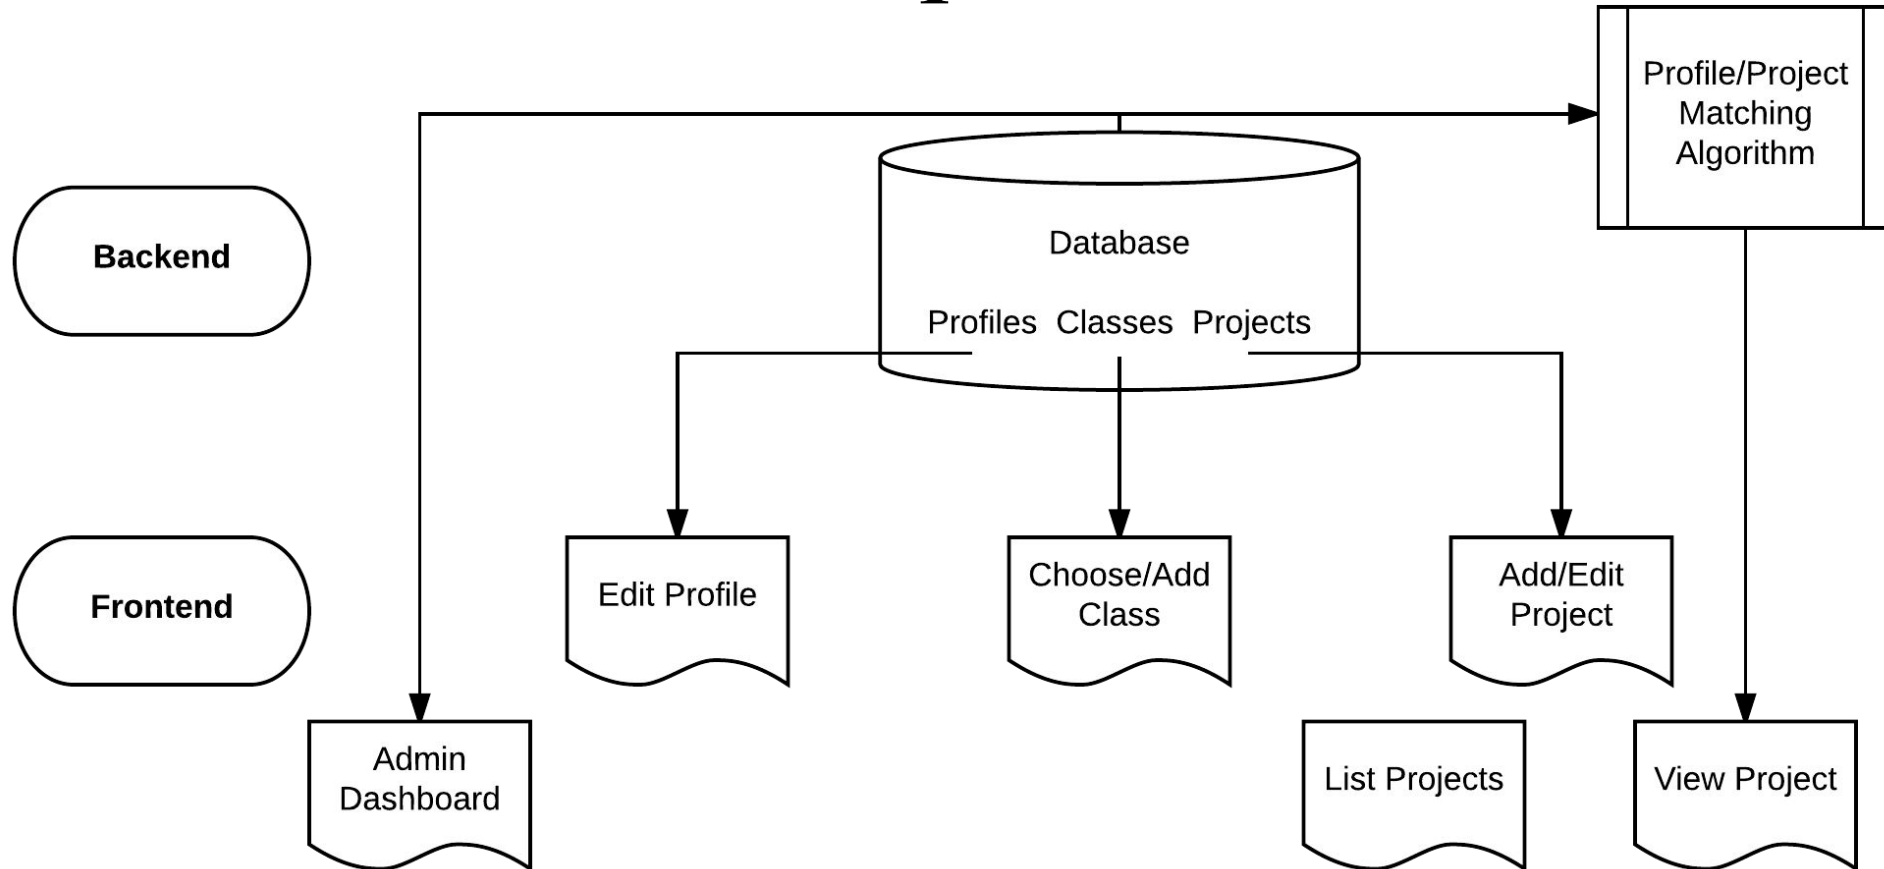 Profile/Project
Matching
Algorithm
Backend
Database
Profiles Classes Projects
Frontend
Edit Profile
Choose/Add
Class
Add/Edit
Project
Admin
Dashboard
List Projects
View Project